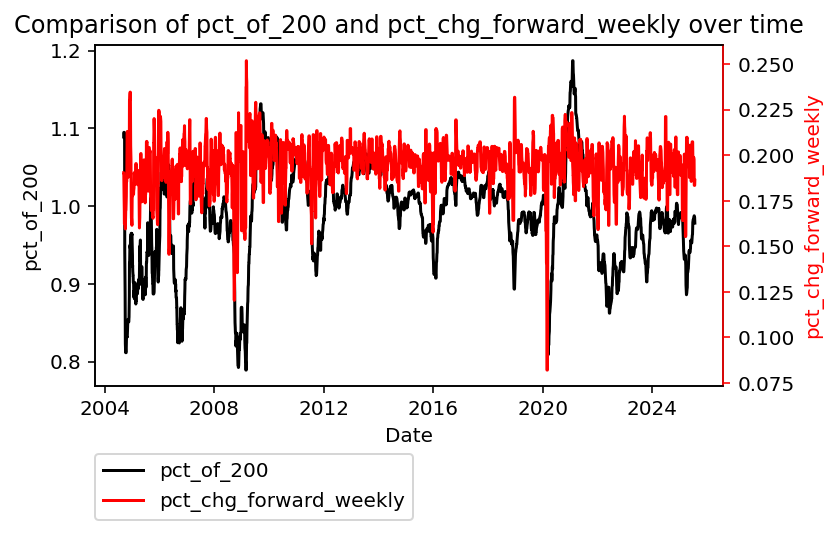 Comparison of pct_of_200 and pct_chg_forward_weekly over time
1.2
1.1
1.0
0.9
0.8
pct_of_200
0.250
0.225
0.200
0.175
0.150
0.125
0.100
0.075
pct_chg_forward_weekly
2004 2008 2012 2016 2020 2024
Date
pct_of_200
pct_chg_forward_weekly